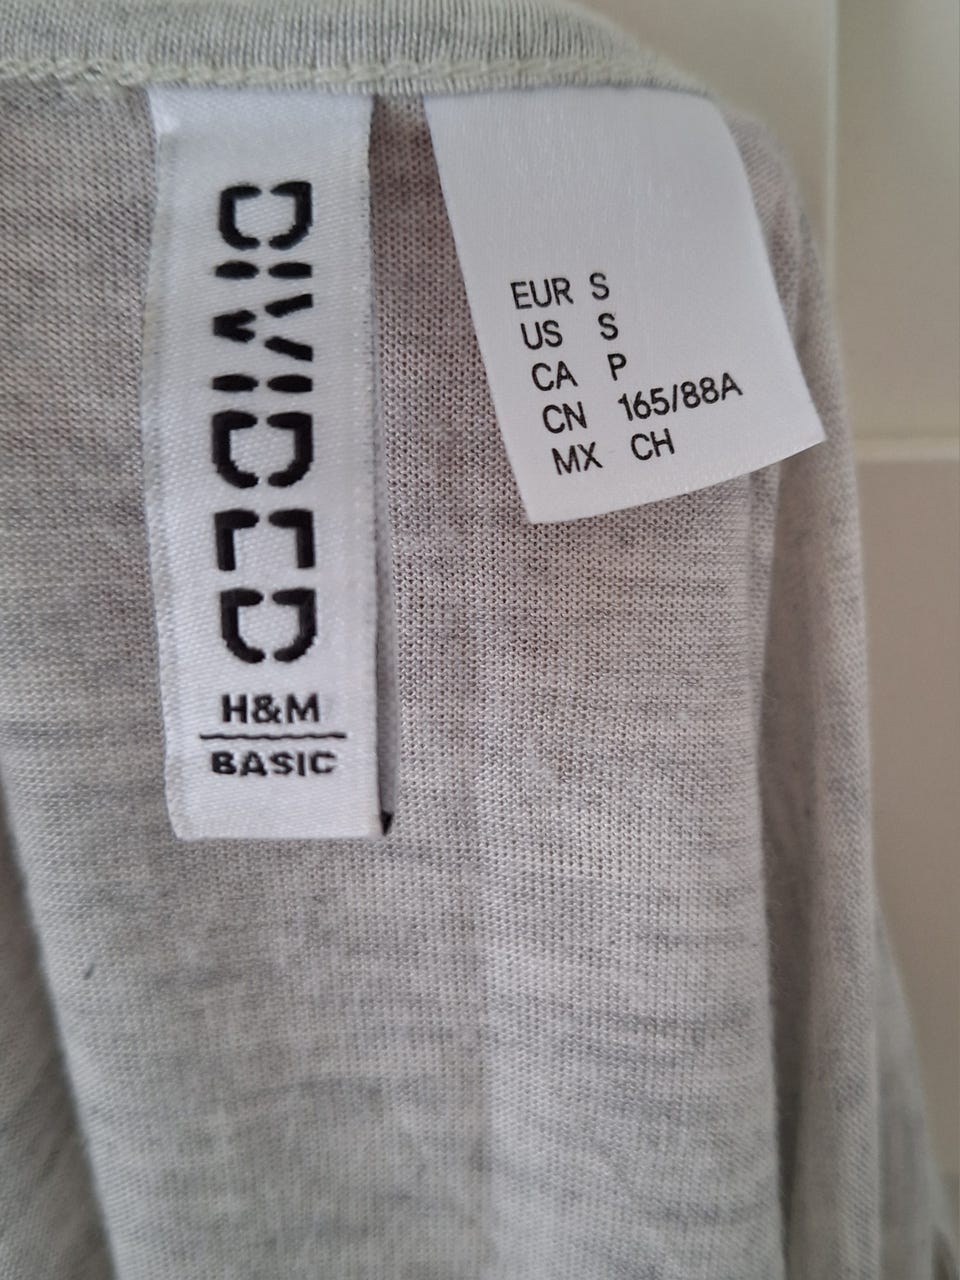 DIVIDED
H&M
BASIC
EUR S
US S
CA P
CN 165/88A
MX CH